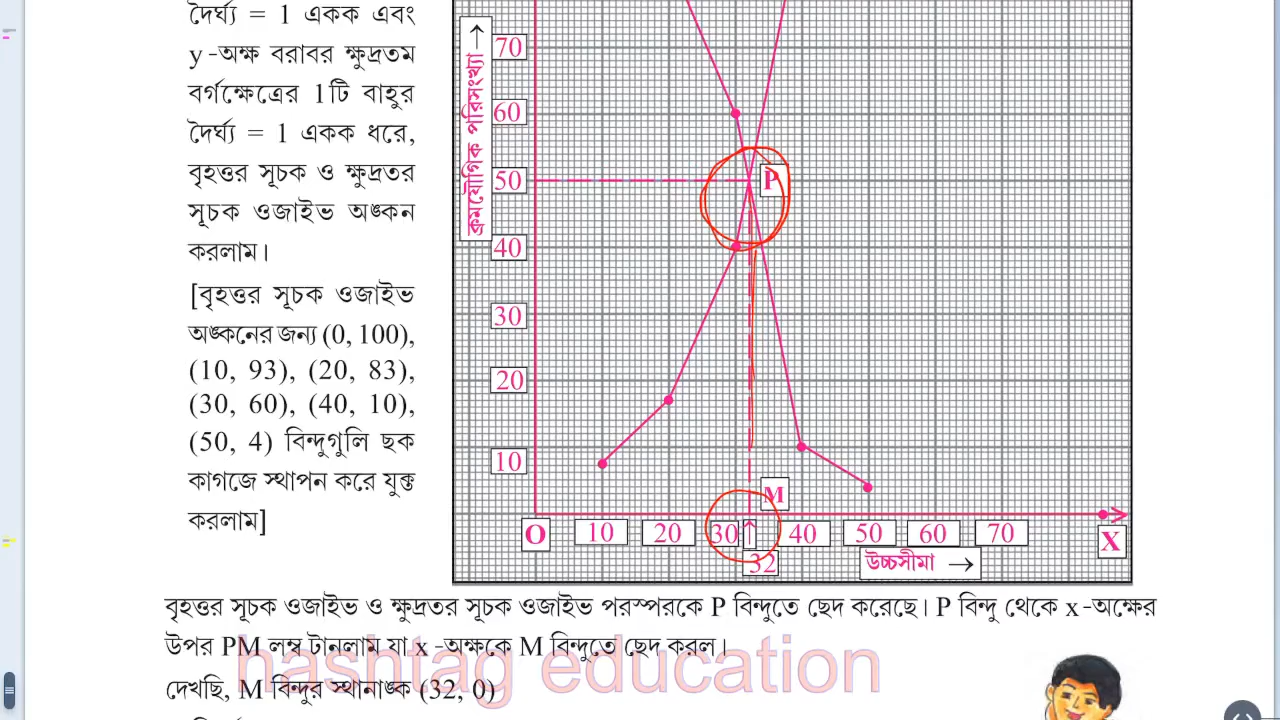 দৈর্ঘ্য = 1 একক এবং
y-অক্ষ বরাবর ক্ষুদ্রতম
বর্গক্ষেত্রের 1টি বাহুর
দৈর্ঘ্য = 1 একক ধরে,
বৃহত্তর সূচক ও ক্ষুদ্রতর
সূচক ওজাইভ অঙ্কন
করলাম।
[বৃহত্তর সূচক ওজাইভ
অঙ্কনের জন্য (0, 100),
(10, 93), (20, 83),
(30, 60), (40, 10),
(50, 4) বিন্দুগুলি ছক
কাগজে স্থাপন করে যুক্ত
করলাম]
ক্রমযৌগিক পরিসংখ্যা →
70
60
50
40
30
20
10
P
M
O 10 20 30 ↑ 40 50 60 70 X
32
উচ্চসীমা →
বৃহত্তর সূচক ওজাইভ ও ক্ষুদ্রতর সূচক ওজাইভ পরস্পরকে P বিন্দুতে ছেদ করেছে। P বিন্দু থেকে x-অক্ষের
উপর PM লম্ব টানলাম যা x-অক্ষকে M বিন্দুতে ছেদ করল।
hashtag education
দেখছি, M বিন্দুর স্থানাঙ্ক (32, 0)